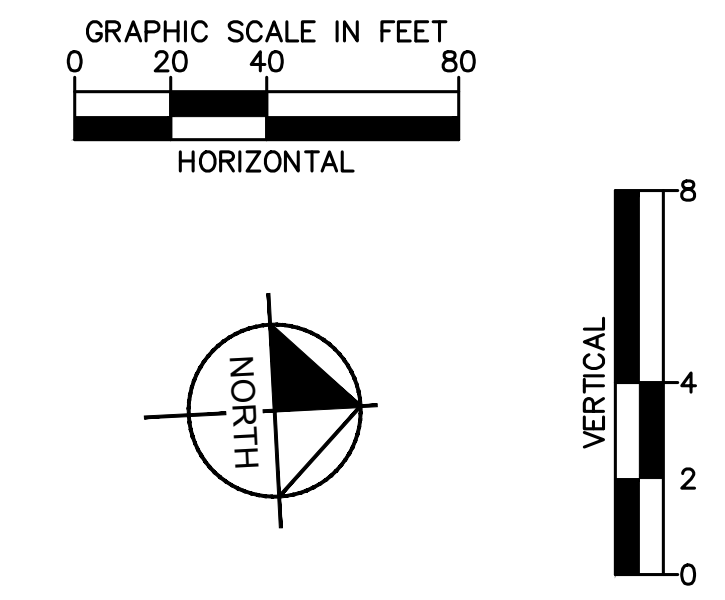 GRAPHIC SCALE IN FEET
0 20 40 80
HORIZONTAL
8
NORTH
VERTICAL
4
2
0